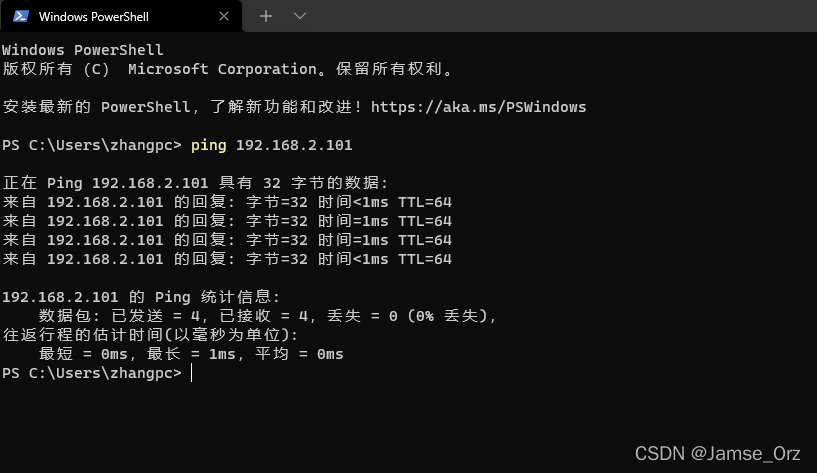 Windows PowerShell
Windows PowerShell
版权所有 (C)  Microsoft Corporation。保留所有权利。
安装最新的 PowerShell，了解新功能和改进！https://aka.ms/PSWindows
PS C:\Users\zhangpc> ping 192.168.2.101
正在 Ping 192.168.2.101 具有 32 字节的数据:
来自 192.168.2.101 的回复: 字节=32 时间<1ms TTL=64
来自 192.168.2.101 的回复: 字节=32 时间=1ms TTL=64
来自 192.168.2.101 的回复: 字节=32 时间=1ms TTL=64
来自 192.168.2.101 的回复: 字节=32 时间<1ms TTL=64
192.168.2.101 的 Ping 统计信息:
    数据包: 已发送 = 4，已接收 = 4，丢失 = 0 (0% 丢失)，
往返行程的估计时间(以毫秒为单位):
    最短 = 0ms，最长 = 1ms，平均 = 0ms
PS C:\Users\zhangpc>
CSDN @Jamse_Orz